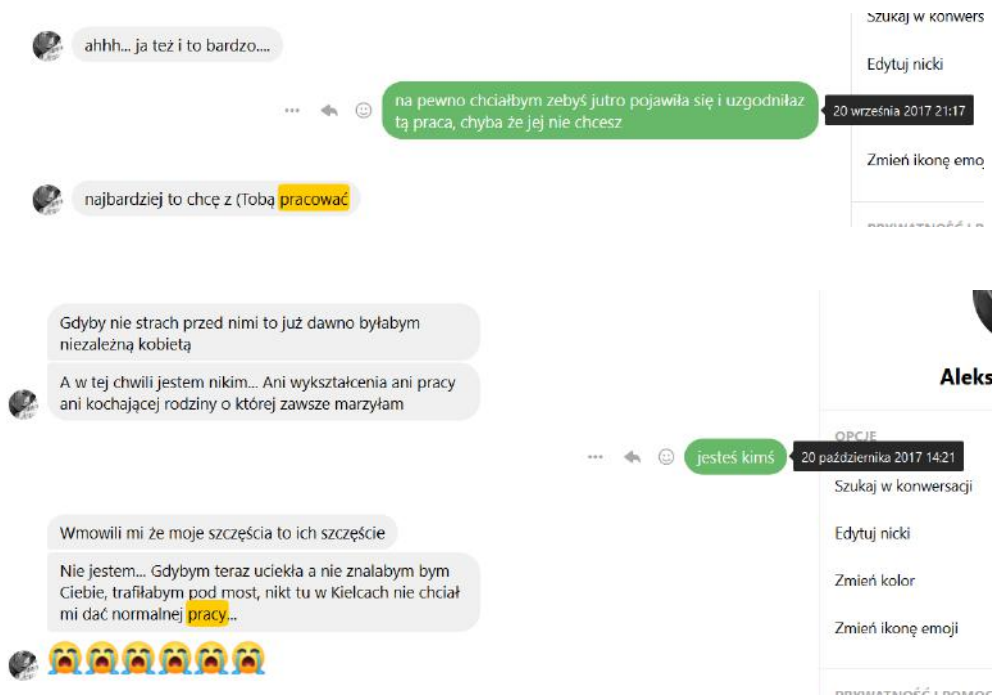 Szukaj w konwers
ahhh... ja też i to bardzo....
Edytuj nicki
na pewno chciałbym zebyś jutro pojawiła się i uzgodniłaz
tą praca, chyba że jej nie chcesz
20 września 2017 21:17
Zmień ikonę emo
najbardziej to chcę z (Tobą pracować
Gdyby nie strach przed nimi to już dawno byłabym
niezależną kobietą
A w tej chwili jestem nikim... Ani wykształcenia ani pracy
ani kochającej rodziny o której zawsze marzyłam
Aleks
OPCJE
jesteś kimś
20 października 2017 14:21
Szukaj w konwersacji
Wmowili mi że moje szczęścia to ich szczęście
Edytuj nicki
Nie jestem... Gdybym teraz uciekła a nie znalabym bym
Ciebie, trafiłabym pod most, nikt tu w Kielcach nie chciał
mi dać normalnej pracy...
Zmień kolor
Zmień ikonę emoji
😭😭😭😭😭😭